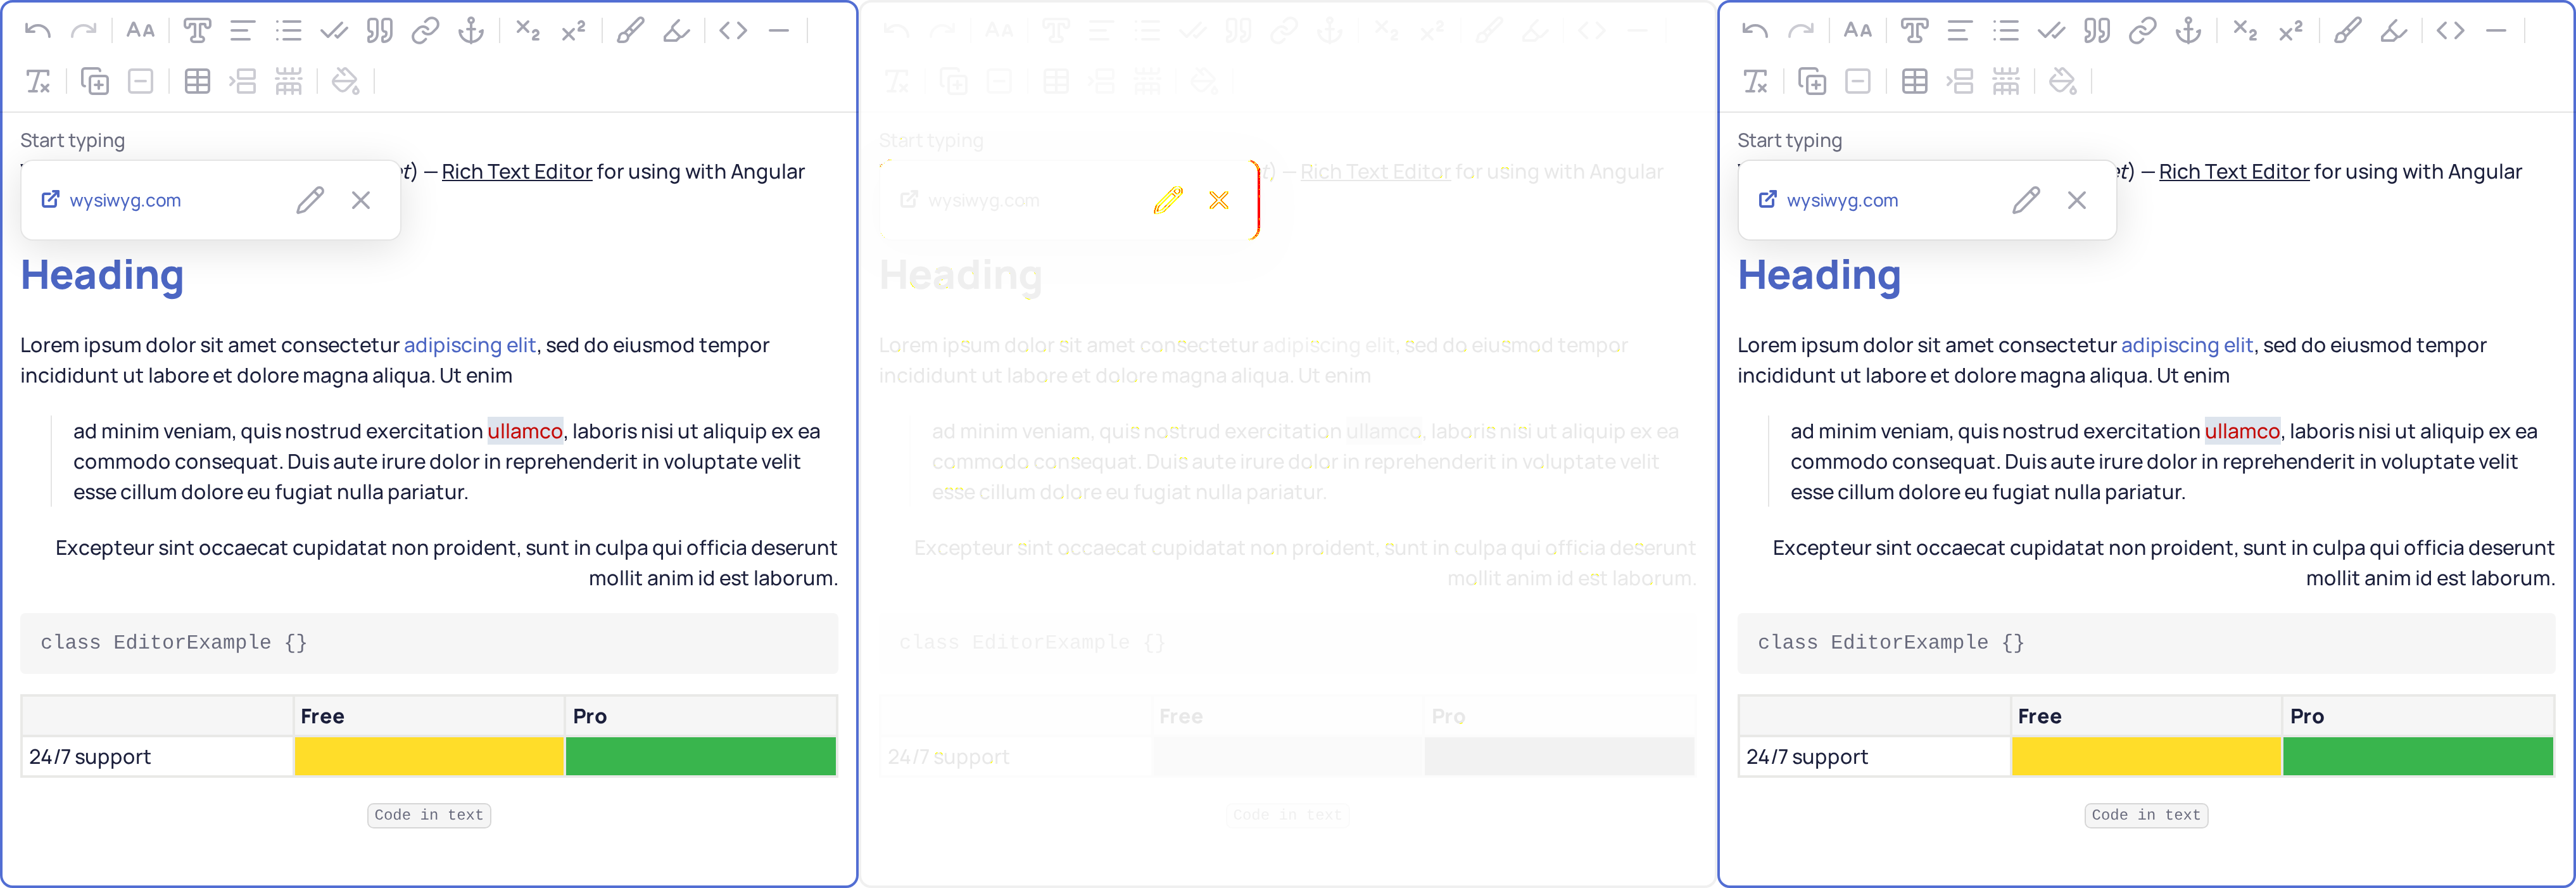 Start typing
t) — Rich Text Editor for using with Angular
wysiwyg.com
Heading
Lorem ipsum dolor sit amet consectetur adipiscing elit, sed do eiusmod tempor
incididunt ut labore et dolore magna aliqua. Ut enim
ad minim veniam, quis nostrud exercitation ullamco, laboris nisi ut aliquip ex ea
commodo consequat. Duis aute irure dolor in reprehenderit in voluptate velit
esse cillum dolore eu fugiat nulla pariatur.
Excepteur sint occaecat cupidatat non proident, sunt in culpa qui officia deserunt
mollit anim id est laborum.
class EditorExample {}
Free Pro
24/7 support
Code in text
Start typing
t) — Rich Text Editor for using with Angular
wysiwyg.com
Heading
Lorem ipsum dolor sit amet consectetur adipiscing elit, sed do eiusmod tempor
incididunt ut labore et dolore magna aliqua. Ut enim
ad minim veniam, quis nostrud exercitation ullamco, laboris nisi ut aliquip ex ea
commodo consequat. Duis aute irure dolor in reprehenderit in voluptate velit
esse cillum dolore eu fugiat nulla pariatur.
Excepteur sint occaecat cupidatat non proident, sunt in culpa qui officia deserunt
mollit anim id est laborum.
class EditorExample {}
Free Pro
24/7 support
Code in text
Start typing
et) — Rich Text Editor for using with Angular
wysiwyg.com
Heading
Lorem ipsum dolor sit amet consectetur adipiscing elit, sed do eiusmod tempor
incididunt ut labore et dolore magna aliqua. Ut enim
ad minim veniam, quis nostrud exercitation ullamco, laboris nisi ut aliquip ex ea
commodo consequat. Duis aute irure dolor in reprehenderit in voluptate velit
esse cillum dolore eu fugiat nulla pariatur.
Excepteur sint occaecat cupidatat non proident, sunt in culpa qui officia deserunt
mollit anim id est laborum.
class EditorExample {}
Free Pro
24/7 support
Code in text